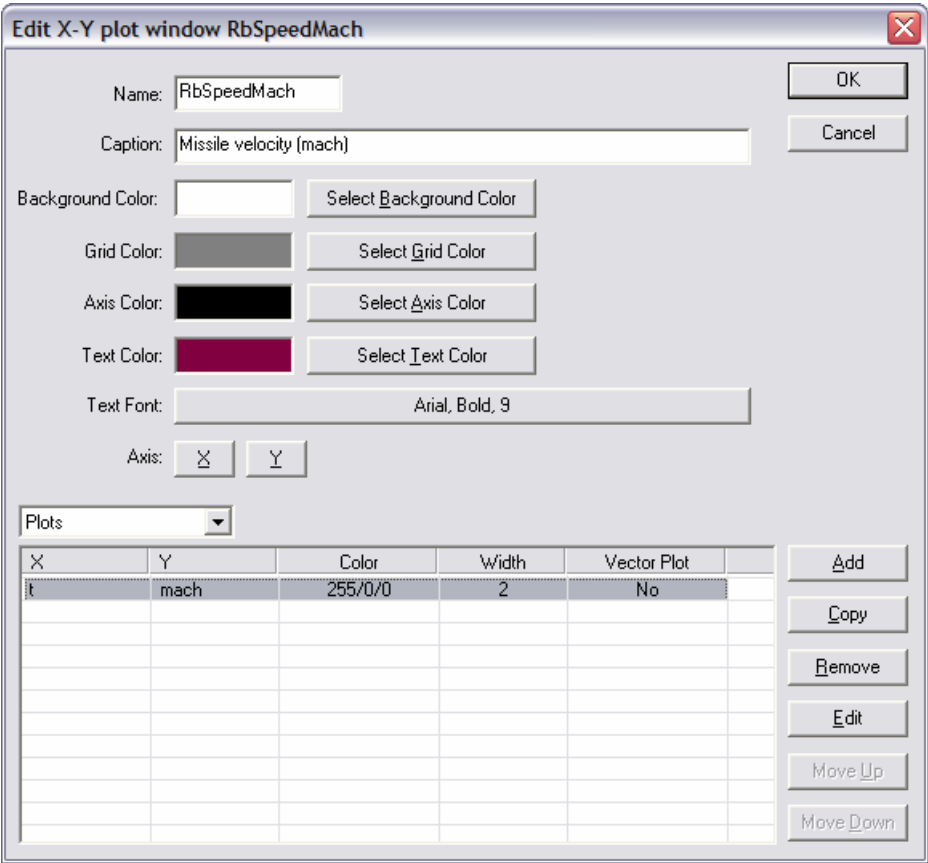 Edit X-Y plot window RbSpeedMach
Name: RbSpeedMach
OK
Caption: Missile velocity (mach)
Cancel
Background Color: Select Background Color
Grid Color: Select Grid Color
Axis Color: Select Axis Color
Text Color: Select Text Color
Text Font: Arial, Bold, 9
Axis: X Y
Plots
X Y Color Width Vector Plot
t mach 255/0/0 2 No
Add
Copy
Remove
Edit
Move Up
Move Down